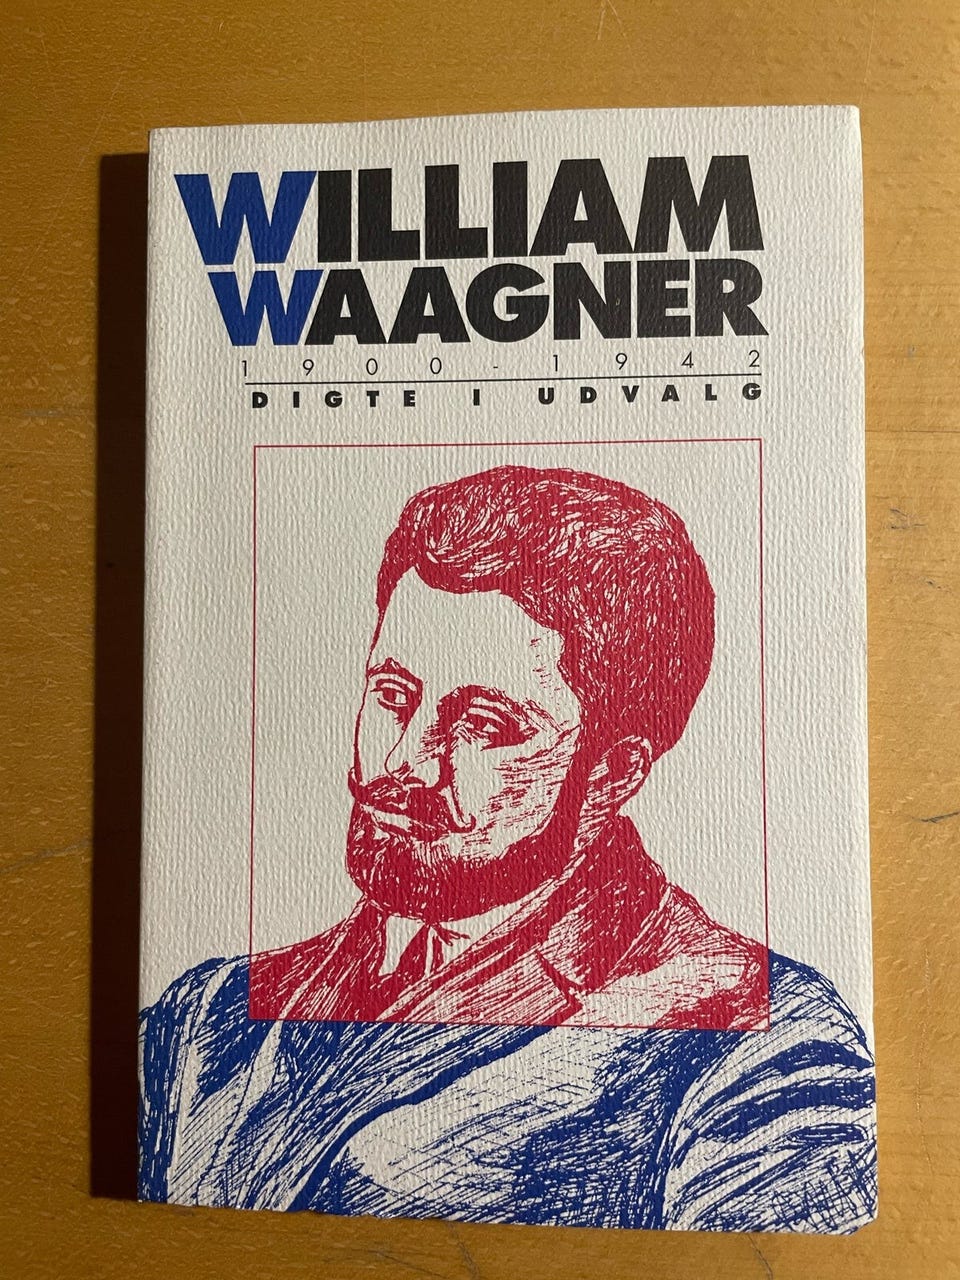 WILLIAM
WAAGNER
1900-1942
DIGTE I UDVALG